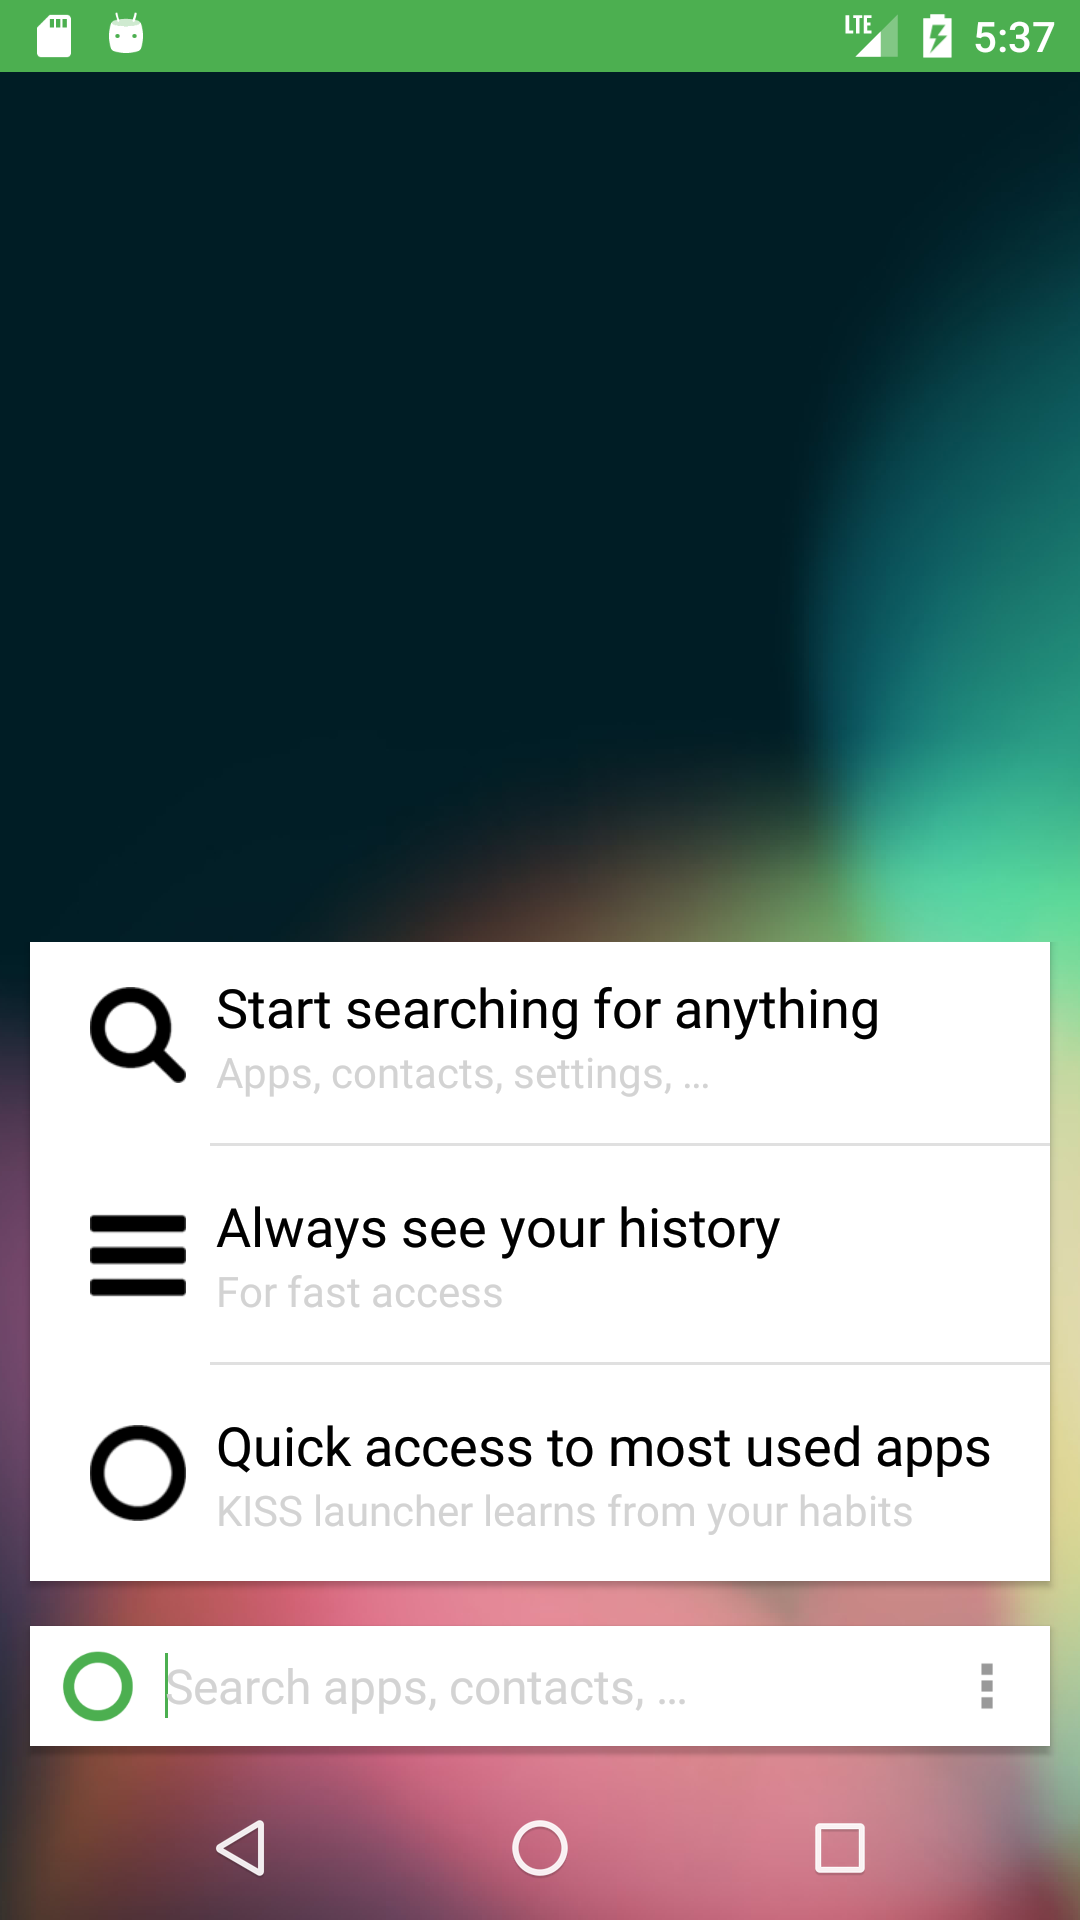 LTE 5:37
Start searching for anything
Apps, contacts, settings, …
Always see your history
For fast access
Quick access to most used apps
KISS launcher learns from your habits
Search apps, contacts, …